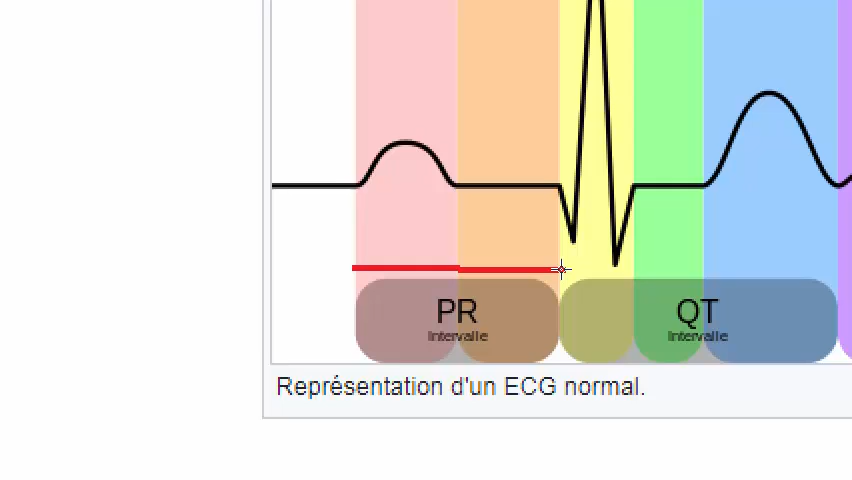 PR QT
Intervalle Intervalle
Représentation d'un ECG normal.